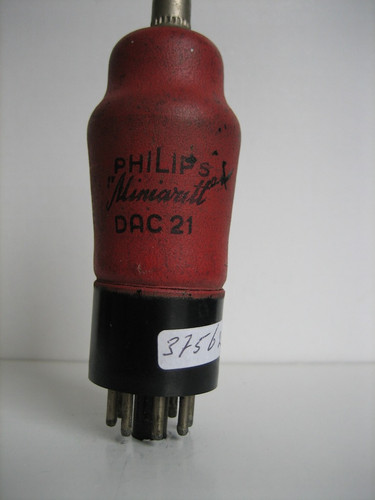 PHILIPS
"Miniwatt"
DAC 21
3756